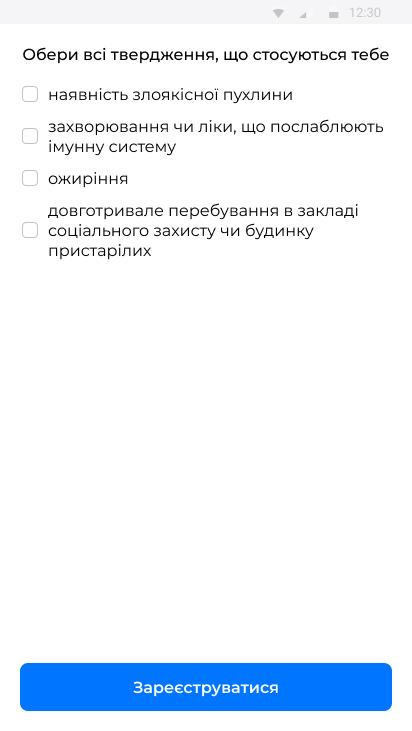 12:30
Обери всі твердження, що стосуються тебе
наявність злоякісної пухлини
захворювання чи ліки, що послаблюють
імунну систему
ожиріння
довготривале перебування в закладі
соціального захисту чи будинку
пристарілих
Зареєструватися